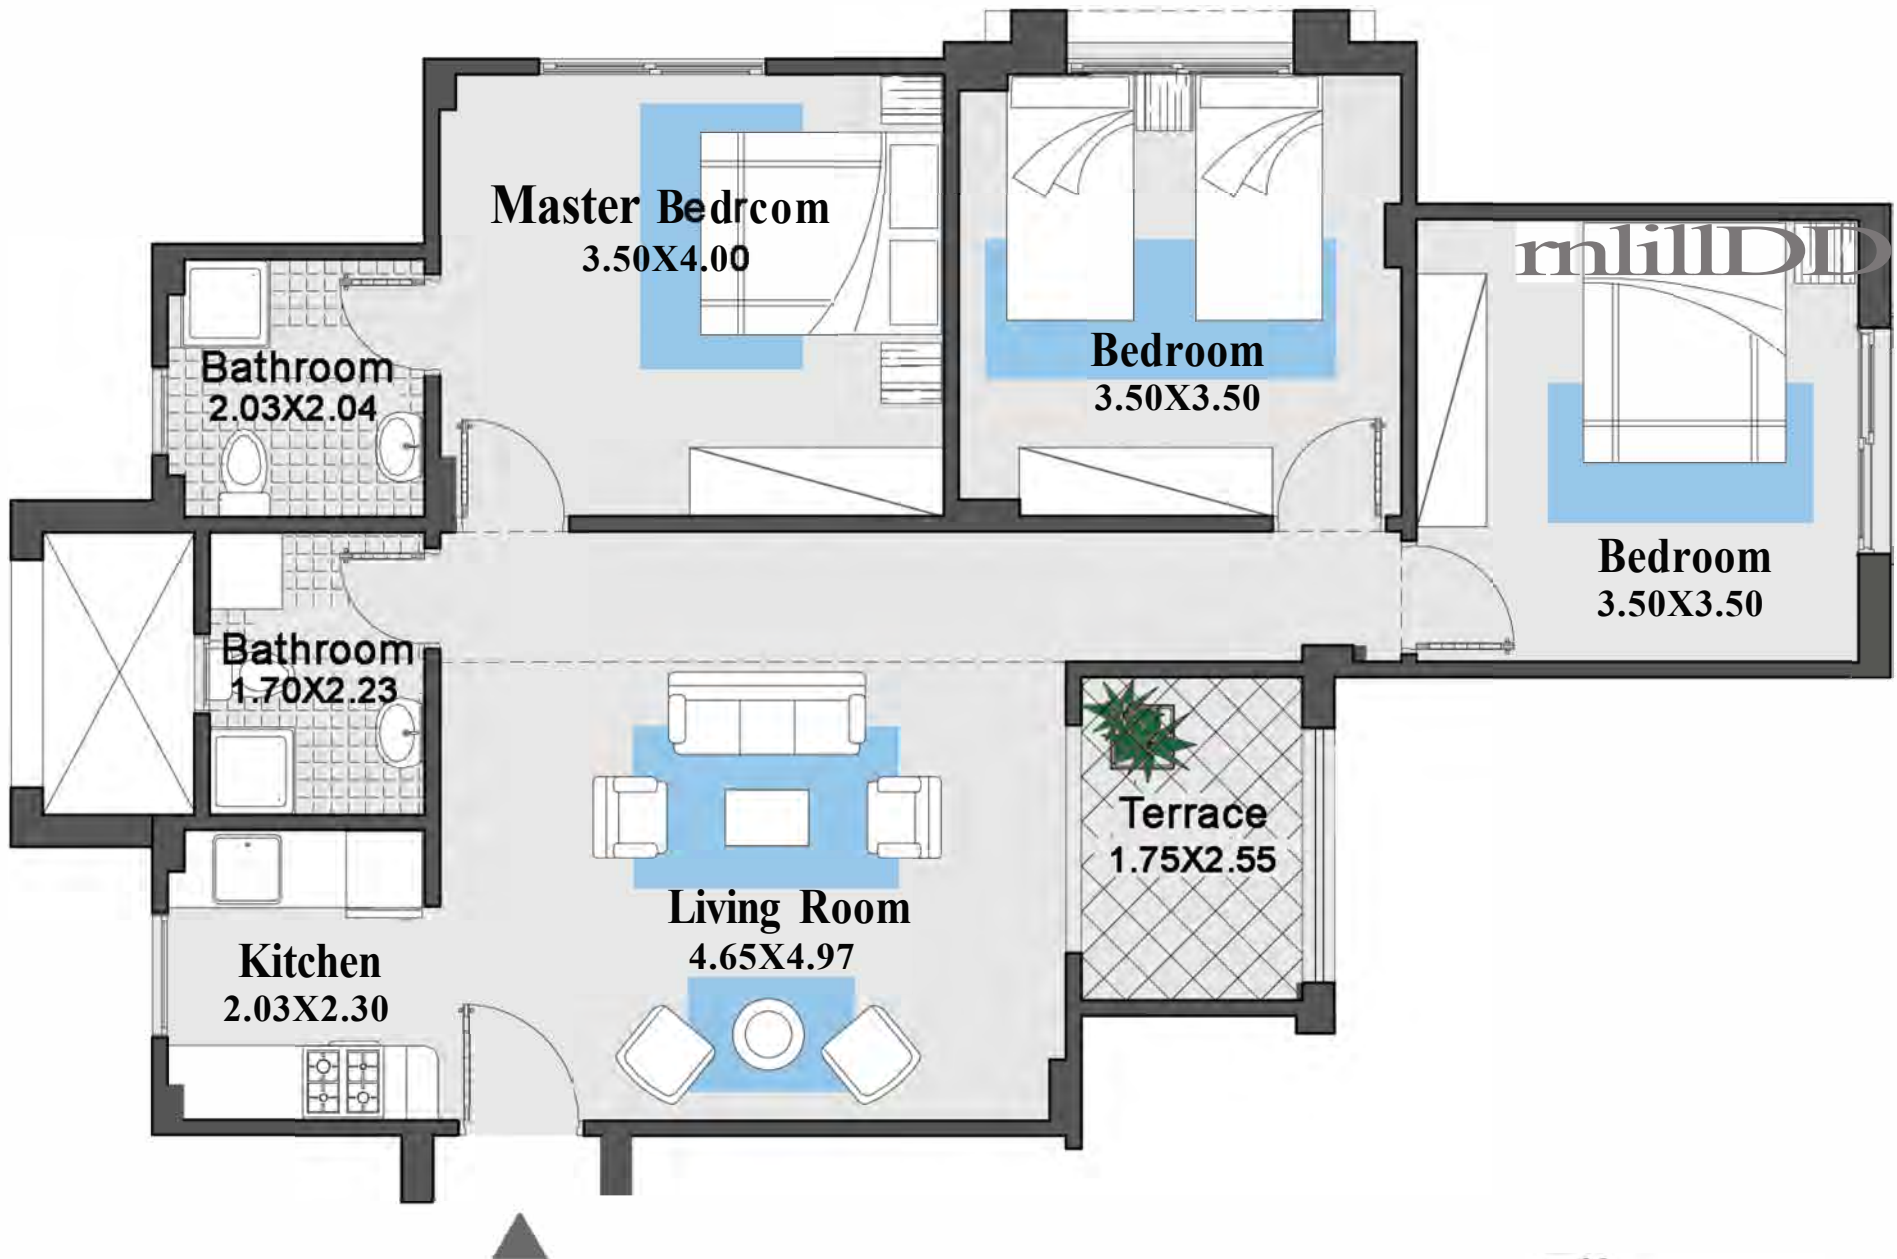 Master Bedrcom
3.50X4.00
rnlillDD
Bathroom
2.03X2.04
Bedroom
3.50X3.50
Bedroom
3.50X3.50
Bathroom
1.70X2.23
Terrace
1.75X2.55
Living Room
4.65X4.97
Kitchen
2.03X2.30